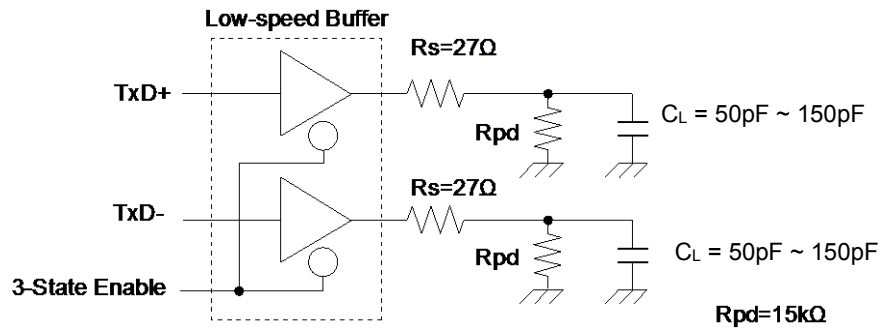 Low-speed Buffer
Rs=27Ω
TxD+
Rpd
CL = 50pF ~ 150pF
Rs=27Ω
TxD-
Rpd
CL = 50pF ~ 150pF
3-State Enable
Rpd=15kΩ